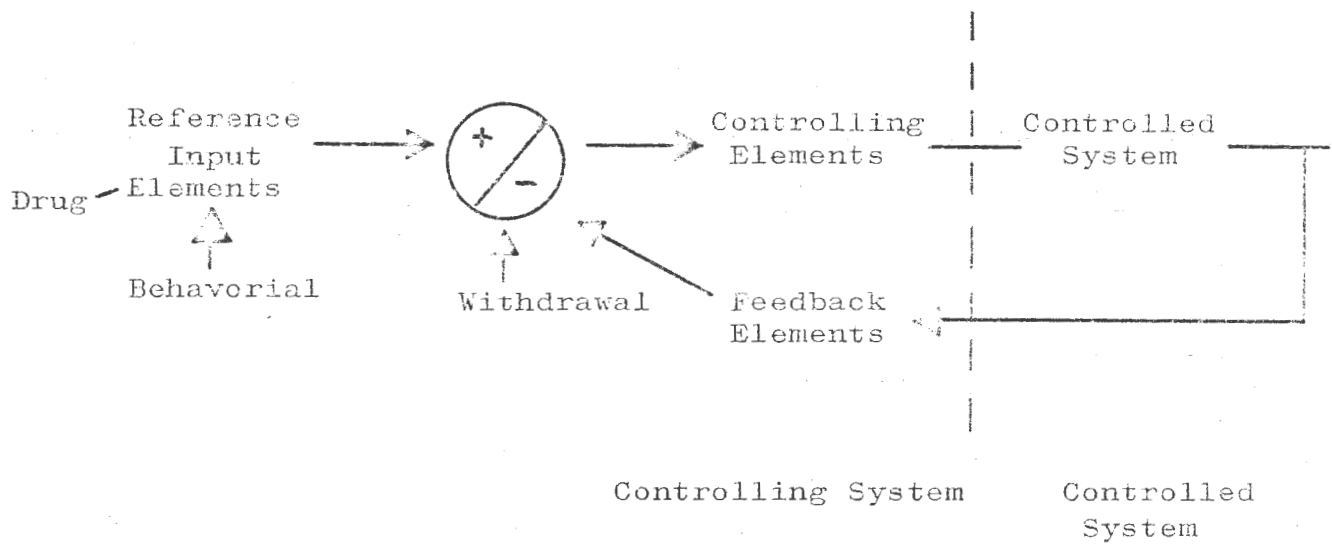 Reference
Input
Elements
Drug
Behavorial
+
-
Withdrawal
Controlling
Elements
Controlled
System
Feedback
Elements
Controlling System
Controlled
System